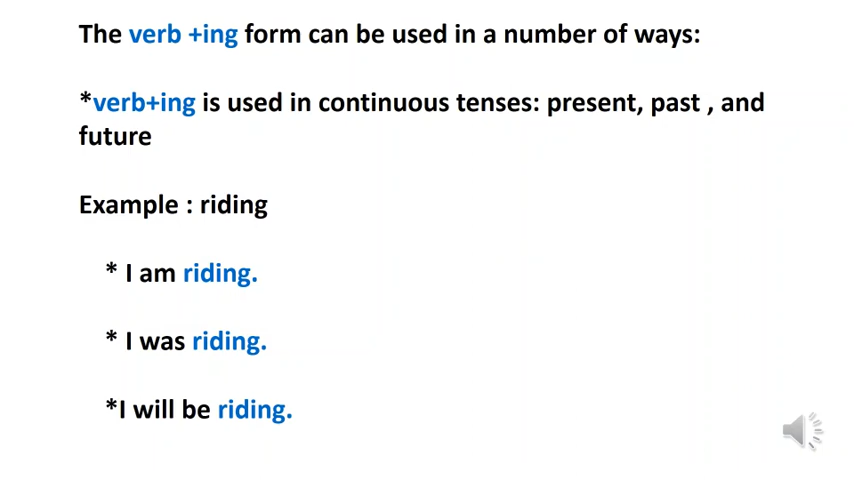 The verb +ing form can be used in a number of ways:
*verb+ing is used in continuous tenses: present, past , and
future
Example : riding
* I am riding.
* I was riding.
*I will be riding.